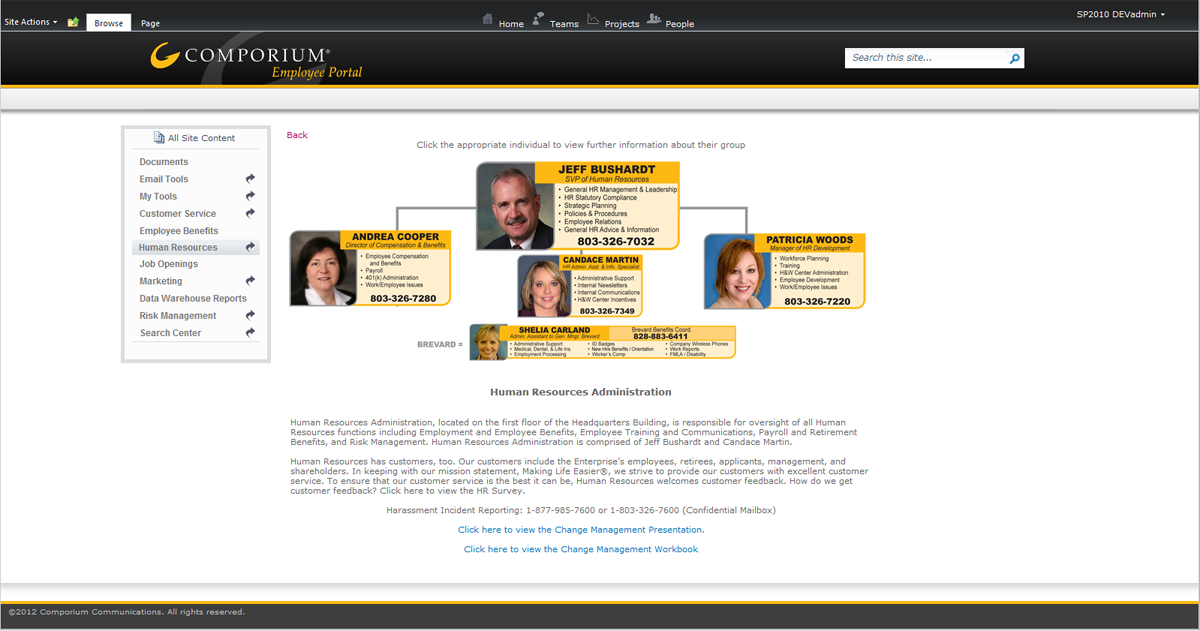 Site Actions
Browse
Page
Home
Teams
Projects
People
SP2010 DEVadmin
COMPORIUM®
Employee Portal
Search this site...
All Site Content
Documents
Email Tools
My Tools
Customer Service
Employee Benefits
Human Resources
Job Openings
Marketing
Data Warehouse Reports
Risk Management
Search Center
Back
Click the appropriate individual to view further information about their group
JEFF BUSHARDT
SVP of Human Resources
• General HR Management & Leadership
• HR Statutory Compliance
• Strategic Planning
• Policies & Procedures
• Employee Relations
• General HR Advice & Information
803-326-7032
ANDREA COOPER
Director of Compensation & Benefits
• Employee Compensation
and Benefits
• Payroll
• 401(k) Administration
• Work/Employee Issues
803-326-7280
CANDACE MARTIN
HR Admin. Asst. & Info. Specialist
• Administrative Support
• Internal Newsletters
• Internal Communications
• H&W Center Incentives
803-326-7349
PATRICIA WOODS
Manager of HR Development
• Workforce Planning
• Training
• H&W Center Administration
• Employee Development
• Work/Employee Issues
803-326-7220
BREVARD =
SHELIA CARLAND
Admin. Assistant to Gen. Mngr. Brevard
Brevard Benefits Coord.
828-883-6411
• Administrative Support
• Medical, Dental, & Life Ins.
• Employment Processing
• ID Badges
• New Hire Benefits / Orientation
• Worker's Comp
• Company Wireless Phones
• Work Reports
• FMLA / Disability
Human Resources Administration
Human Resources Administration, located on the first floor of the Headquarters Building, is responsible for oversight of all Human
Resources functions including Employment and Employee Benefits, Employee Training and Communications, Payroll and Retirement
Benefits, and Risk Management. Human Resources Administration is comprised of Jeff Bushardt and Candace Martin.
Human Resources has customers, too. Our customers include the Enterprise's employees, retirees, applicants, management, and
shareholders. In keeping with our mission statement, Making Life Easier®, we strive to provide our customers with excellent customer
service. To ensure that our customer service is the best it can be, Human Resources welcomes customer feedback. How do we get
customer feedback? Click here to view the HR Survey.
Harassment Incident Reporting: 1-877-985-7600 or 1-803-326-7600 (Confidential Mailbox)
Click here to view the Change Management Presentation.
Click here to view the Change Management Workbook
©2012 Comporium Communications. All rights reserved.